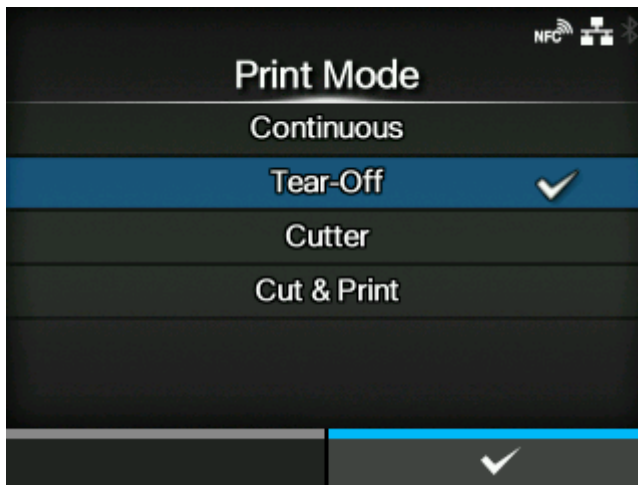 NFC
Print Mode
Continuous
Tear-Off
Cutter
Cut & Print